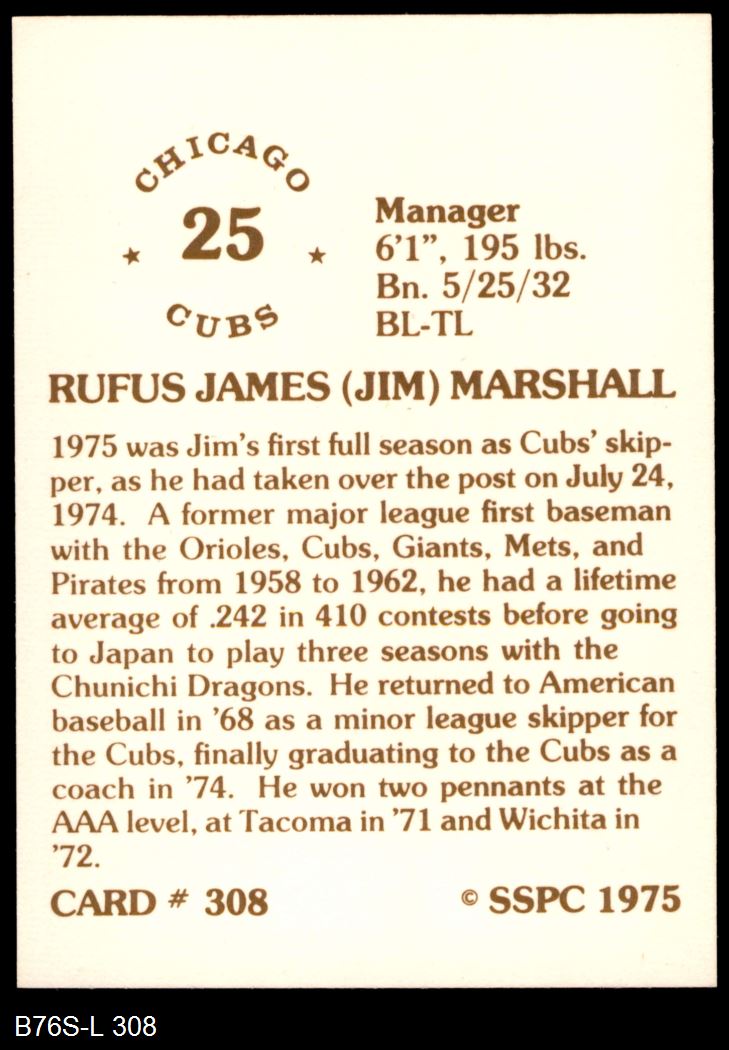 CHICAGO
25
CUBS
Manager
6'1”, 195 lbs.
Bn. 5/25/32
BL-TL
RUFUS JAMES (JIM) MARSHALL
1975 was Jim’s first full season as Cubs’ skip-
per, as he had taken over the post on July 24,
1974. A former major league first baseman
with the Orioles, Cubs, Giants, Mets, and
Pirates from 1958 to 1962, he had a lifetime
average of .242 in 410 contests before going
to Japan to play three seasons with the
Chunichi Dragons. He returned to American
baseball in ’68 as a minor league skipper for
the Cubs, finally graduating to the Cubs as a
coach in ’74. He won two pennants at the
AAA level, at Tacoma in ’71 and Wichita in
’72.
CARD # 308 © SSPC 1975
B76S-L 308